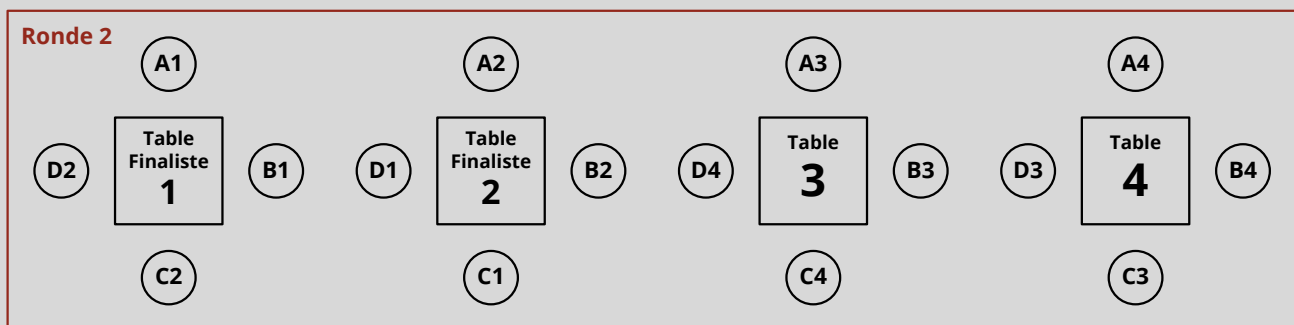 Ronde 2
A1
A2
A3
A4
Table
Finaliste
1
Table
Finaliste
2
Table
3
Table
4
D2
B1
D1
B2
D4
B3
D3
B4
C2
C1
C4
C3